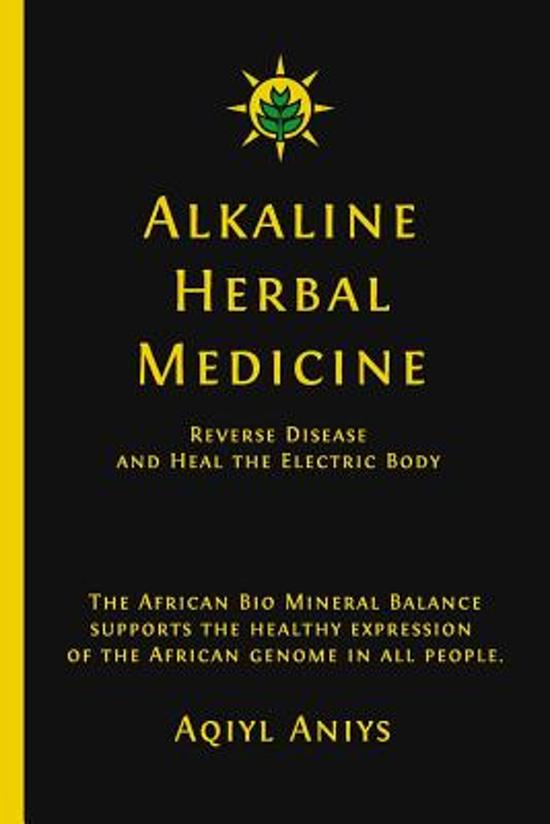 Alkaline
Herbal
Medicine
Reverse Disease
and Heal the Electric Body
The African Bio Mineral Balance
supports the healthy expression
of the African genome in all people.
Aqiyl Aniys